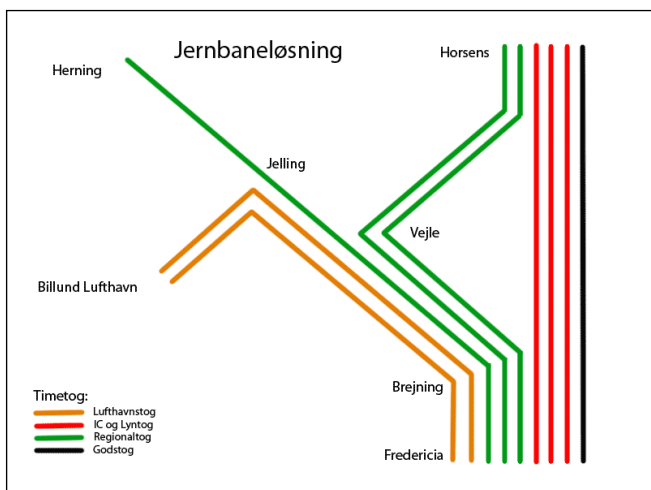 Jernbaneløsning
Horsens
Herning
Jelling
Vejle
Billund Lufthavn
Brejning
Timetog:
Lufthavnstog
IC og Lyntog
Regionaltog
Godstog
Fredericia